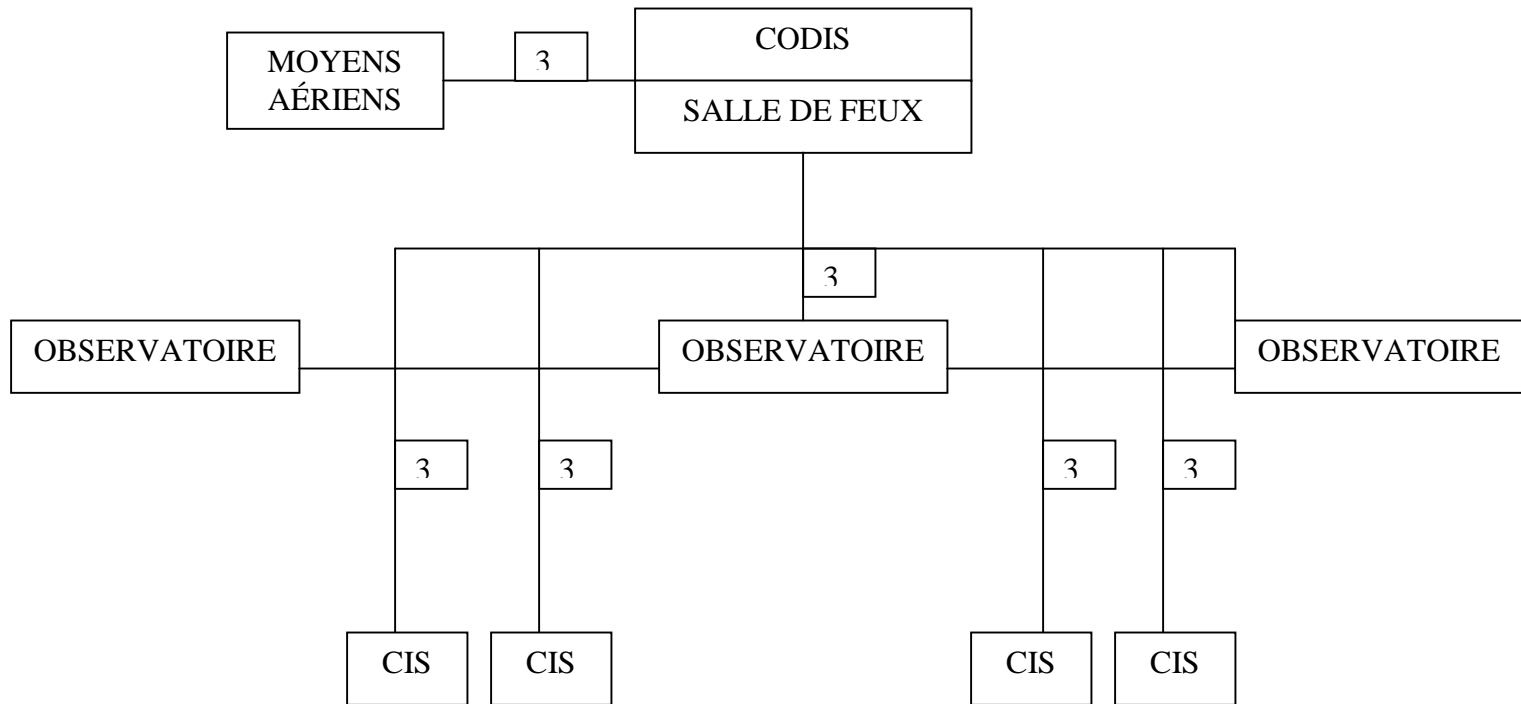 CODIS
MOYENS
AÉRIENS
3
SALLE DE FEUX
3
OBSERVATOIRE
OBSERVATOIRE
OBSERVATOIRE
3
3
3
3
CIS
CIS
CIS
CIS